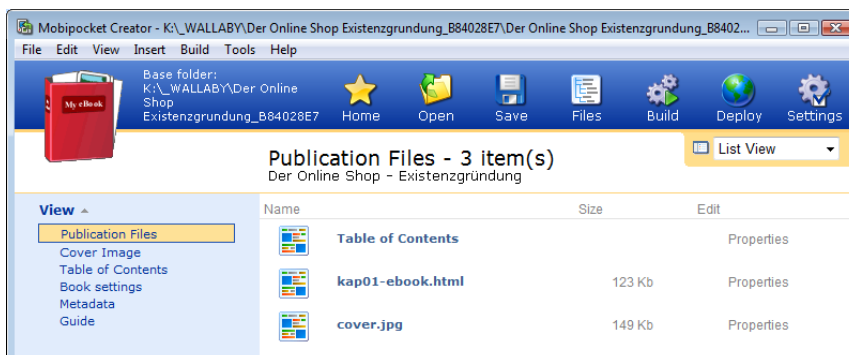 Mobipocket Creator - K:\_WALLABY\Der Online Shop Existenzgrundung_B84028E7\Der Online Shop Existenzgrundung_B8402...
File Edit View Insert Build Tools Help
My eBook
Base folder:
K:\_WALLABY\Der Online
Shop
Existenzgrundung_B84028E7
Home Open Save Files Build Deploy Settings
Publication Files - 3 item(s)
Der Online Shop - Existenzgründung
List View
View
Publication Files
Cover Image
Table of Contents
Book settings
Metadata
Guide
Name Size Edit
Table of Contents Properties
kap01-ebook.html 123 Kb Properties
cover.jpg 149 Kb Properties